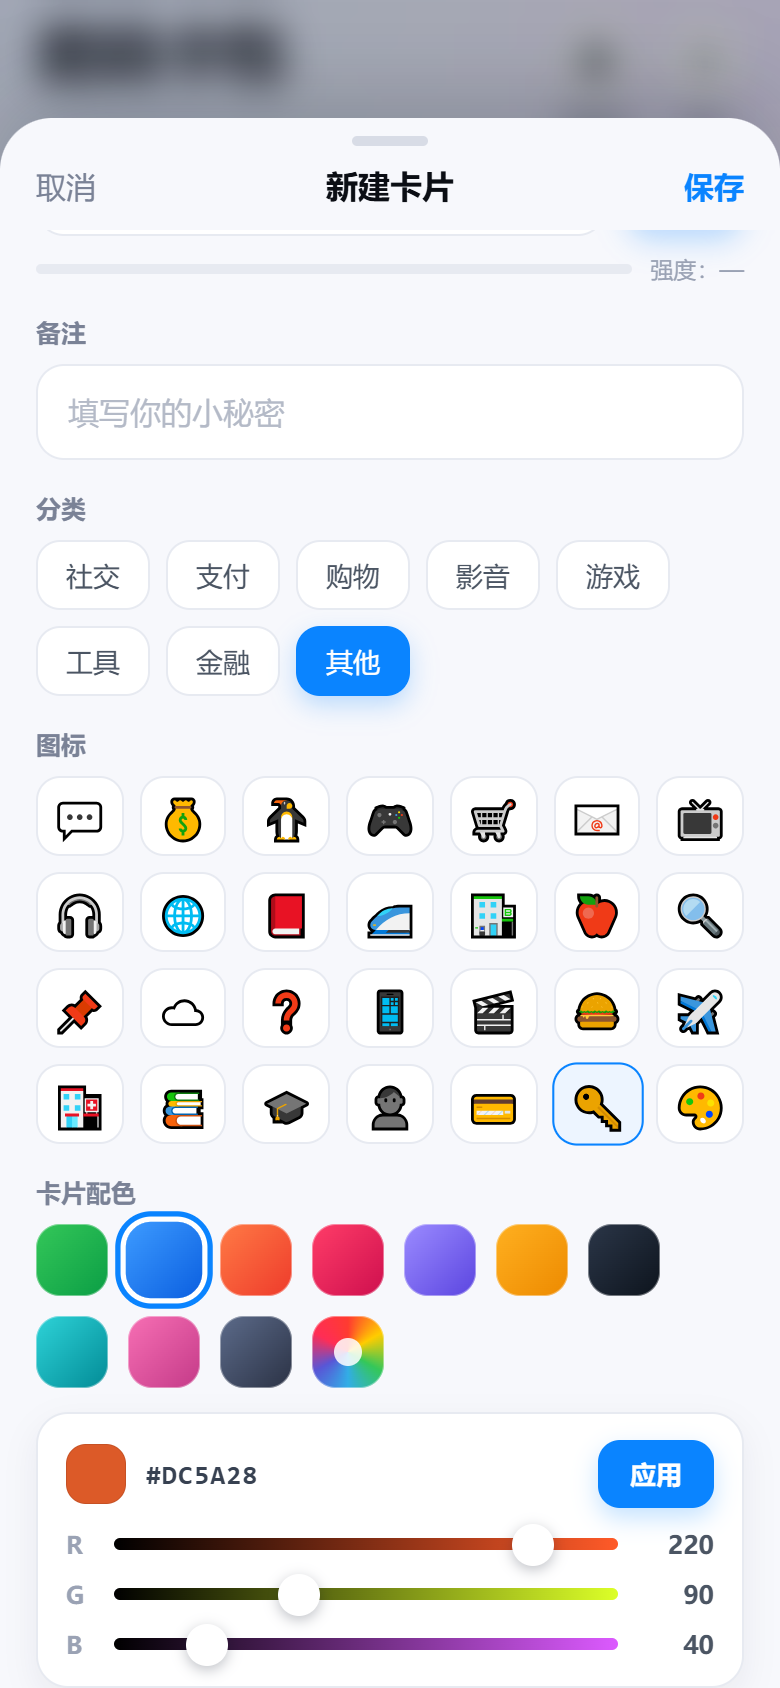 取消 新建卡片 保存
强度：—
备注
填写你的小秘密
分类
社交 支付 购物 影音 游戏
工具 金融 其他
图标
卡片配色
#DC5A28 应用
R 220
G 90
B 40